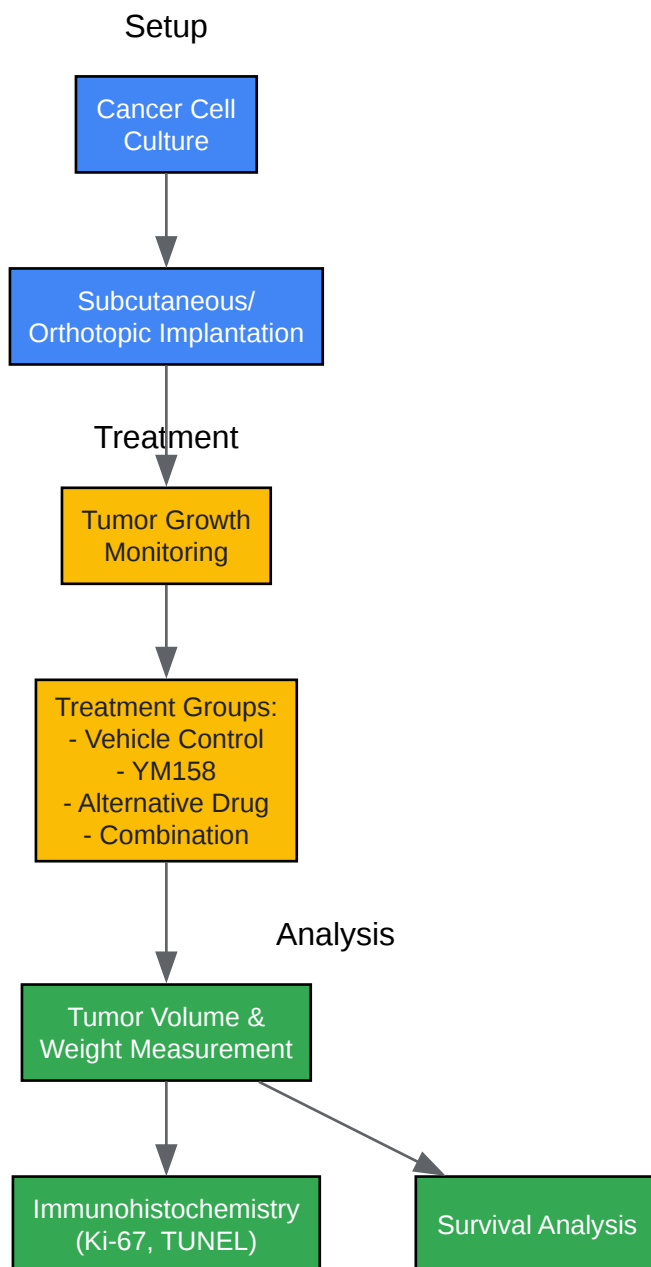 Setup
Cancer Cell
Culture
Subcutaneous/
Orthotopic Implantation
Treatment
Tumor Growth
Monitoring
Treatment Groups:
- Vehicle Control
- YM158
- Alternative Drug
- Combination
Analysis
Tumor Volume &
Weight Measurement
Immunohistochemistry
(Ki-67, TUNEL)
Survival Analysis